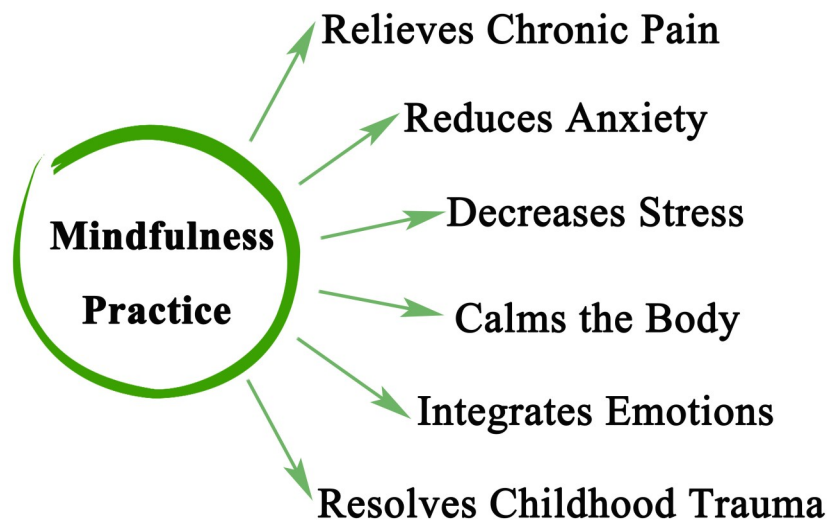 Relieves Chronic Pain
Reduces Anxiety
Decreases Stress
Mindfulness
Practice
Calms the Body
Integrates Emotions
Resolves Childhood Trauma